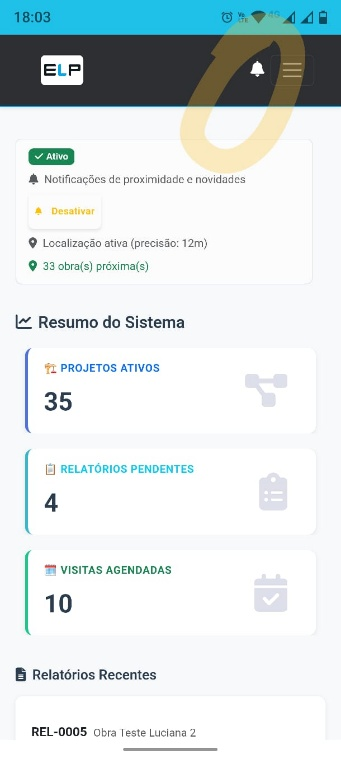 18:03
ELP
Ativo
Notificações de proximidade e novidades
Desativar
Localização ativa (precisão: 12m)
33 obra(s) próxima(s)
Resumo do Sistema
PROJETOS ATIVOS
35
RELATÓRIOS PENDENTES
4
VISITAS AGENDADAS
10
Relatórios Recentes
REL-0005 Obra Teste Luciana 2